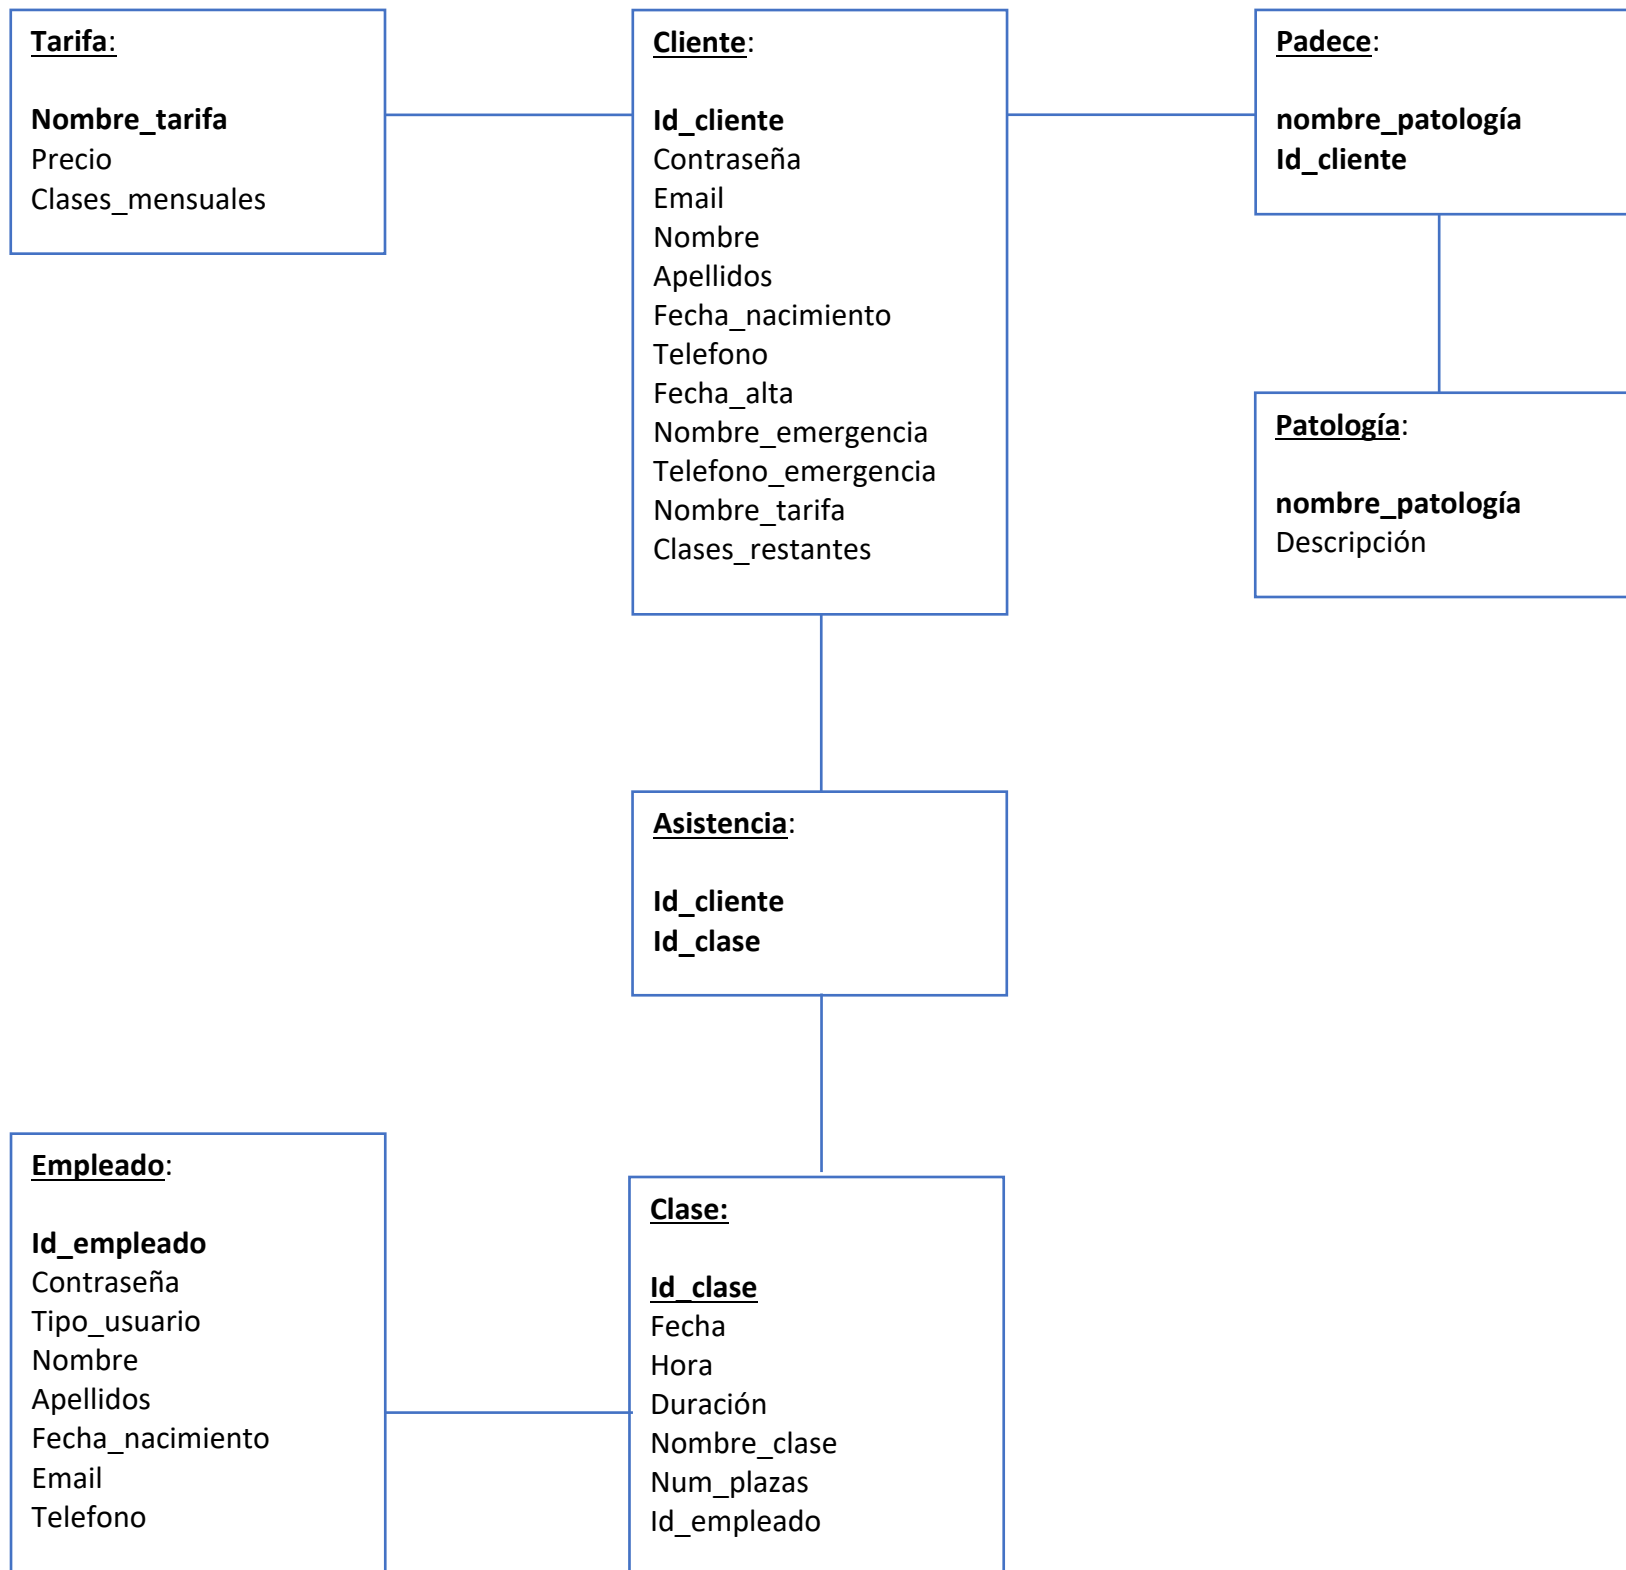 Tarifa:
Nombre_tarifa
Precio
Clases_mensuales
Cliente:
Id_cliente
Contraseña
Email
Nombre
Apellidos
Fecha_nacimiento
Telefono
Fecha_alta
Nombre_emergencia
Telefono_emergencia
Nombre_tarifa
Clases_restantes
Padece:
nombre_patología
Id_cliente
Patología:
nombre_patología
Descripción
Asistencia:
Id_cliente
Id_clase
Empleado:
Id_empleado
Contraseña
Tipo_usuario
Nombre
Apellidos
Fecha_nacimiento
Email
Telefono
Clase:
Id_clase
Fecha
Hora
Duración
Nombre_clase
Num_plazas
Id_empleado